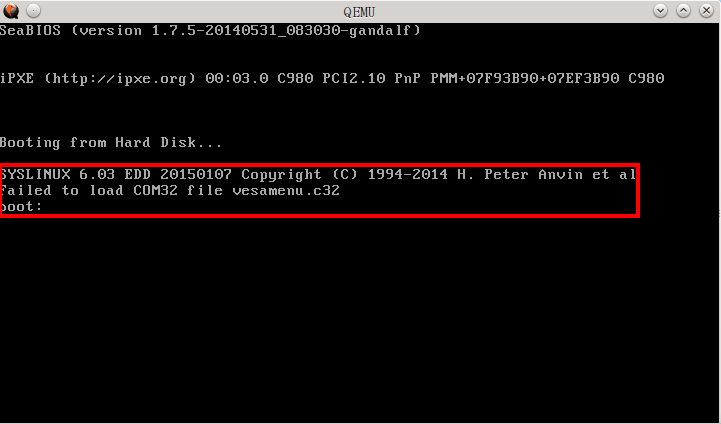 QEMU
SeaBIOS (version 1.7.5-20140531_083030-gandalf)
iPXE (http://ipxe.org) 00:03.0 C980 PCI2.10 PnP PMM+07F93B90+07EF3B90 C980
Booting from Hard Disk...
SYSLINUX 6.03 EDD 20150107 Copyright (C) 1994-2014 H. Peter Anvin et al
Failed to load COM32 file vesamenu.c32
boot: